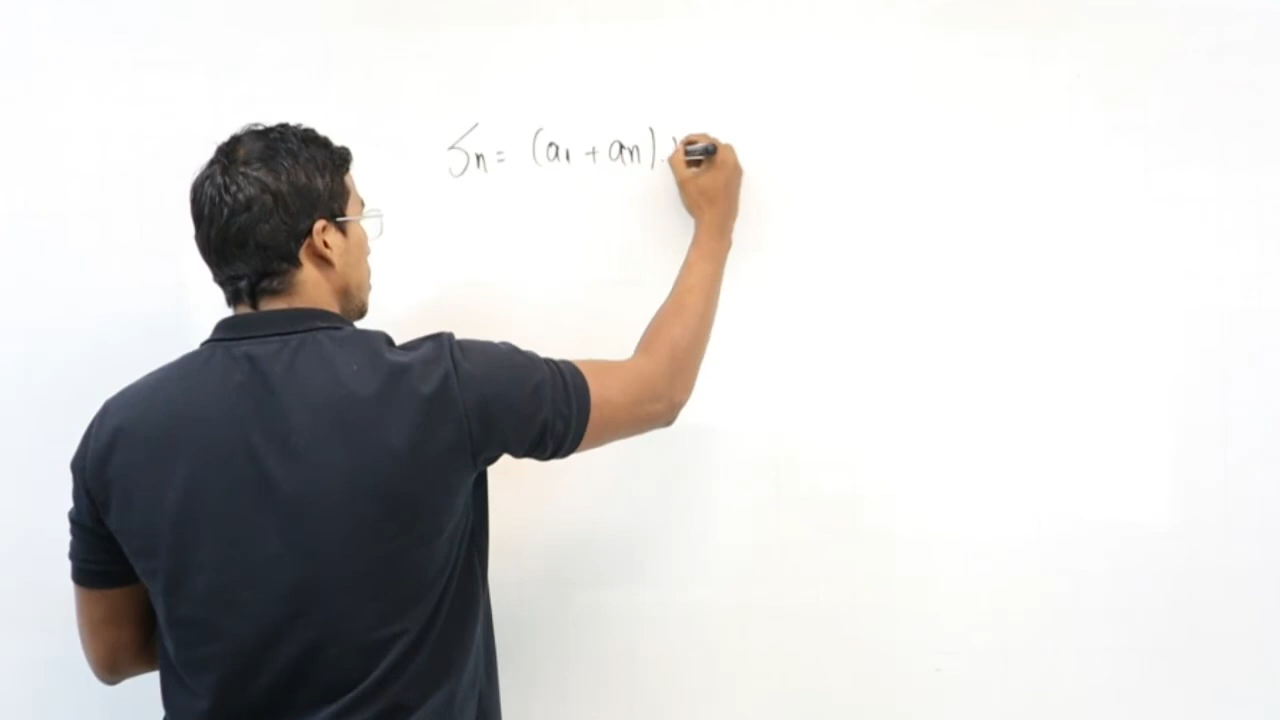 Sn = (a1 + an).